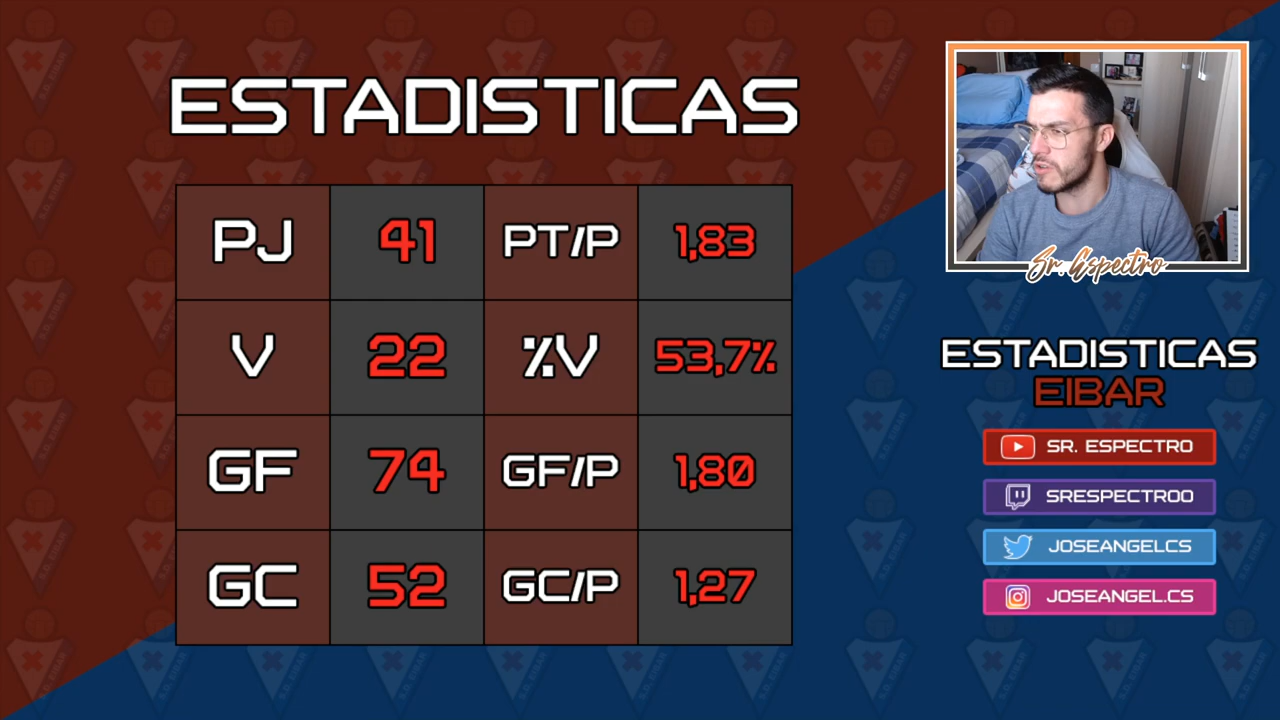 ESTADISTICAS
PJ 41 PT/P 1,83
V 22 %V 53,7%
GF 74 GF/P 1,80
GC 52 GC/P 1,27
Sr. Espectro
ESTADISTICAS
EIBAR
SR. ESPECTRO
SRESPECTROO
JOSEANGELCS
JOSEANGEL.CS